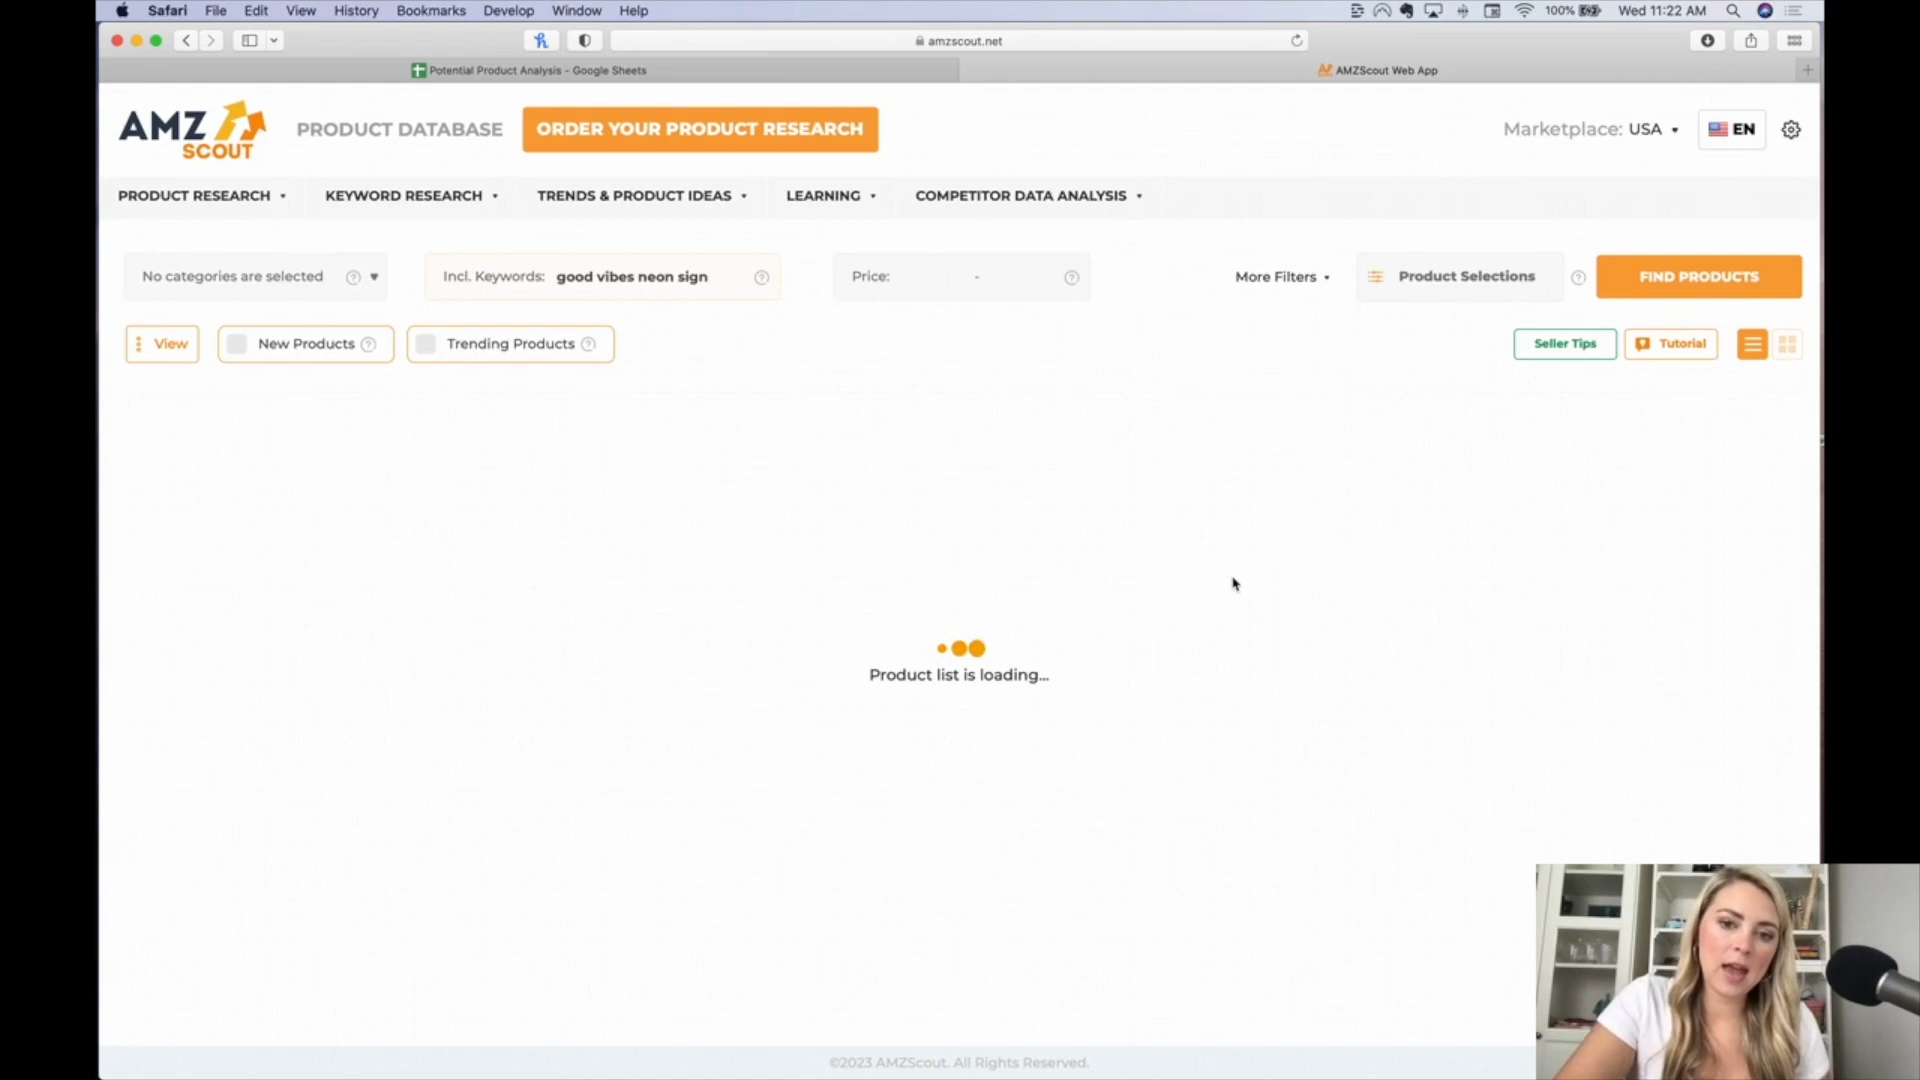 Safari File Edit View History Bookmarks Develop Window Help 100% Wed 11:22 AM
amzscout.net
Potential Product Analysis - Google Sheets AMZScout Web App
AMZ SCOUT PRODUCT DATABASE ORDER YOUR PRODUCT RESEARCH Marketplace: USA EN
PRODUCT RESEARCH KEYWORD RESEARCH TRENDS & PRODUCT IDEAS LEARNING COMPETITOR DATA ANALYSIS
No categories are selected ? Incl. Keywords: good vibes neon sign ? Price: - ? More Filters Product Selections ? FIND PRODUCTS
View New Products ? Trending Products ? Seller Tips Tutorial
Product list is loading...
©2023 AMZScout. All Rights Reserved.